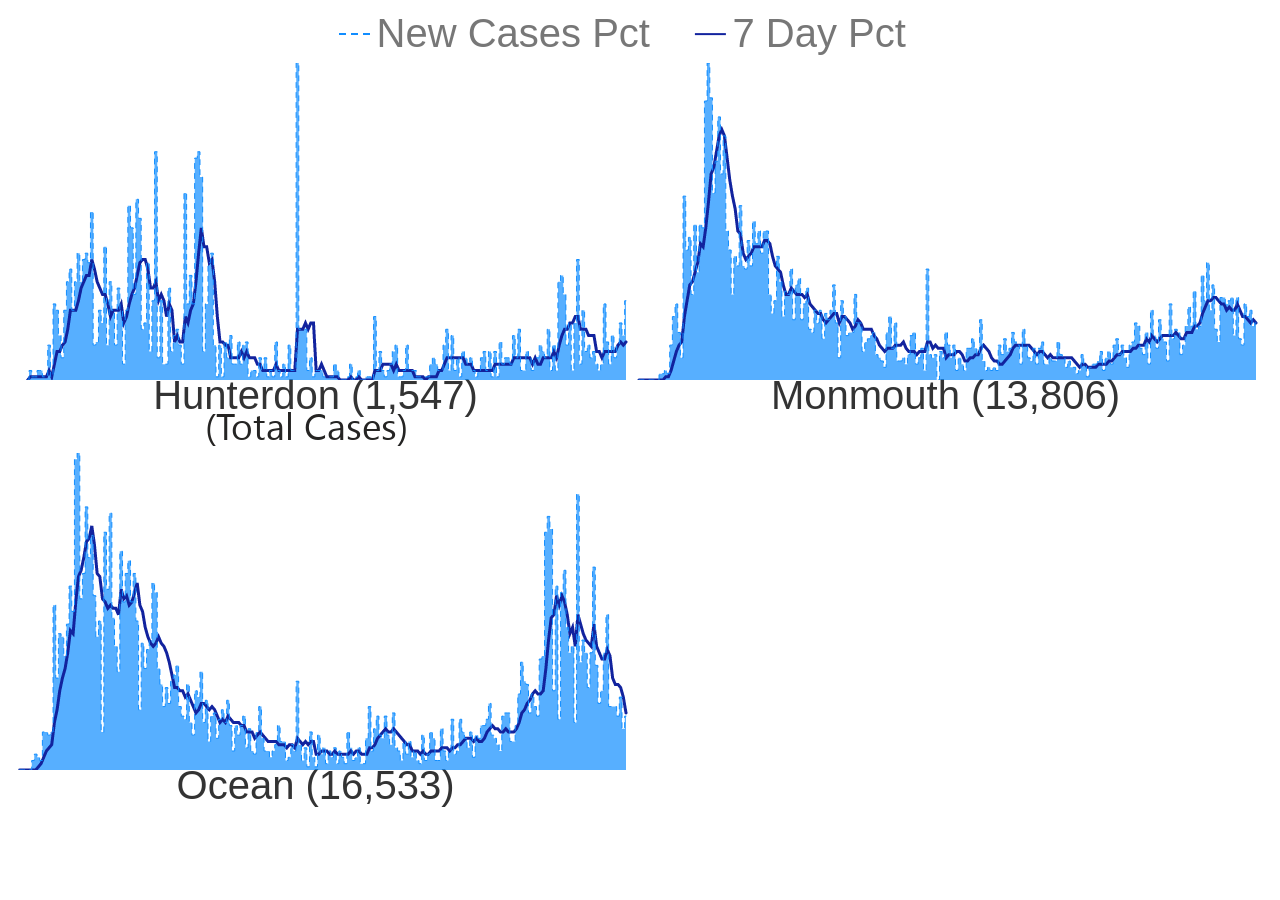 New Cases Pct 7 Day Pct
Hunterdon (1,547) Monmouth (13,806)
(Total Cases)
Ocean (16,533)